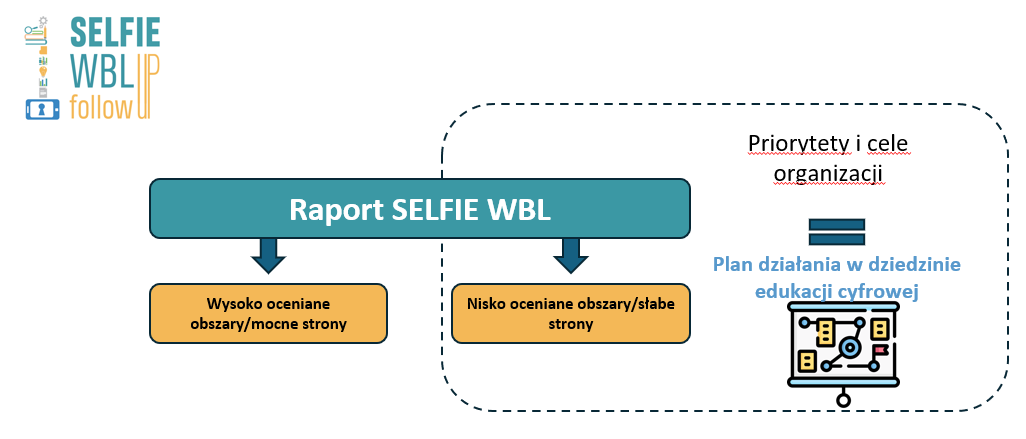 SELFIE
WBL UP
follow
Priorytety i cele
organizacji
Raport SELFIE WBL
Plan działania w dziedzinie
edukacji cyfrowej
Wysoko oceniane
obszary/mocne strony
Nisko oceniane obszary/słabe
strony